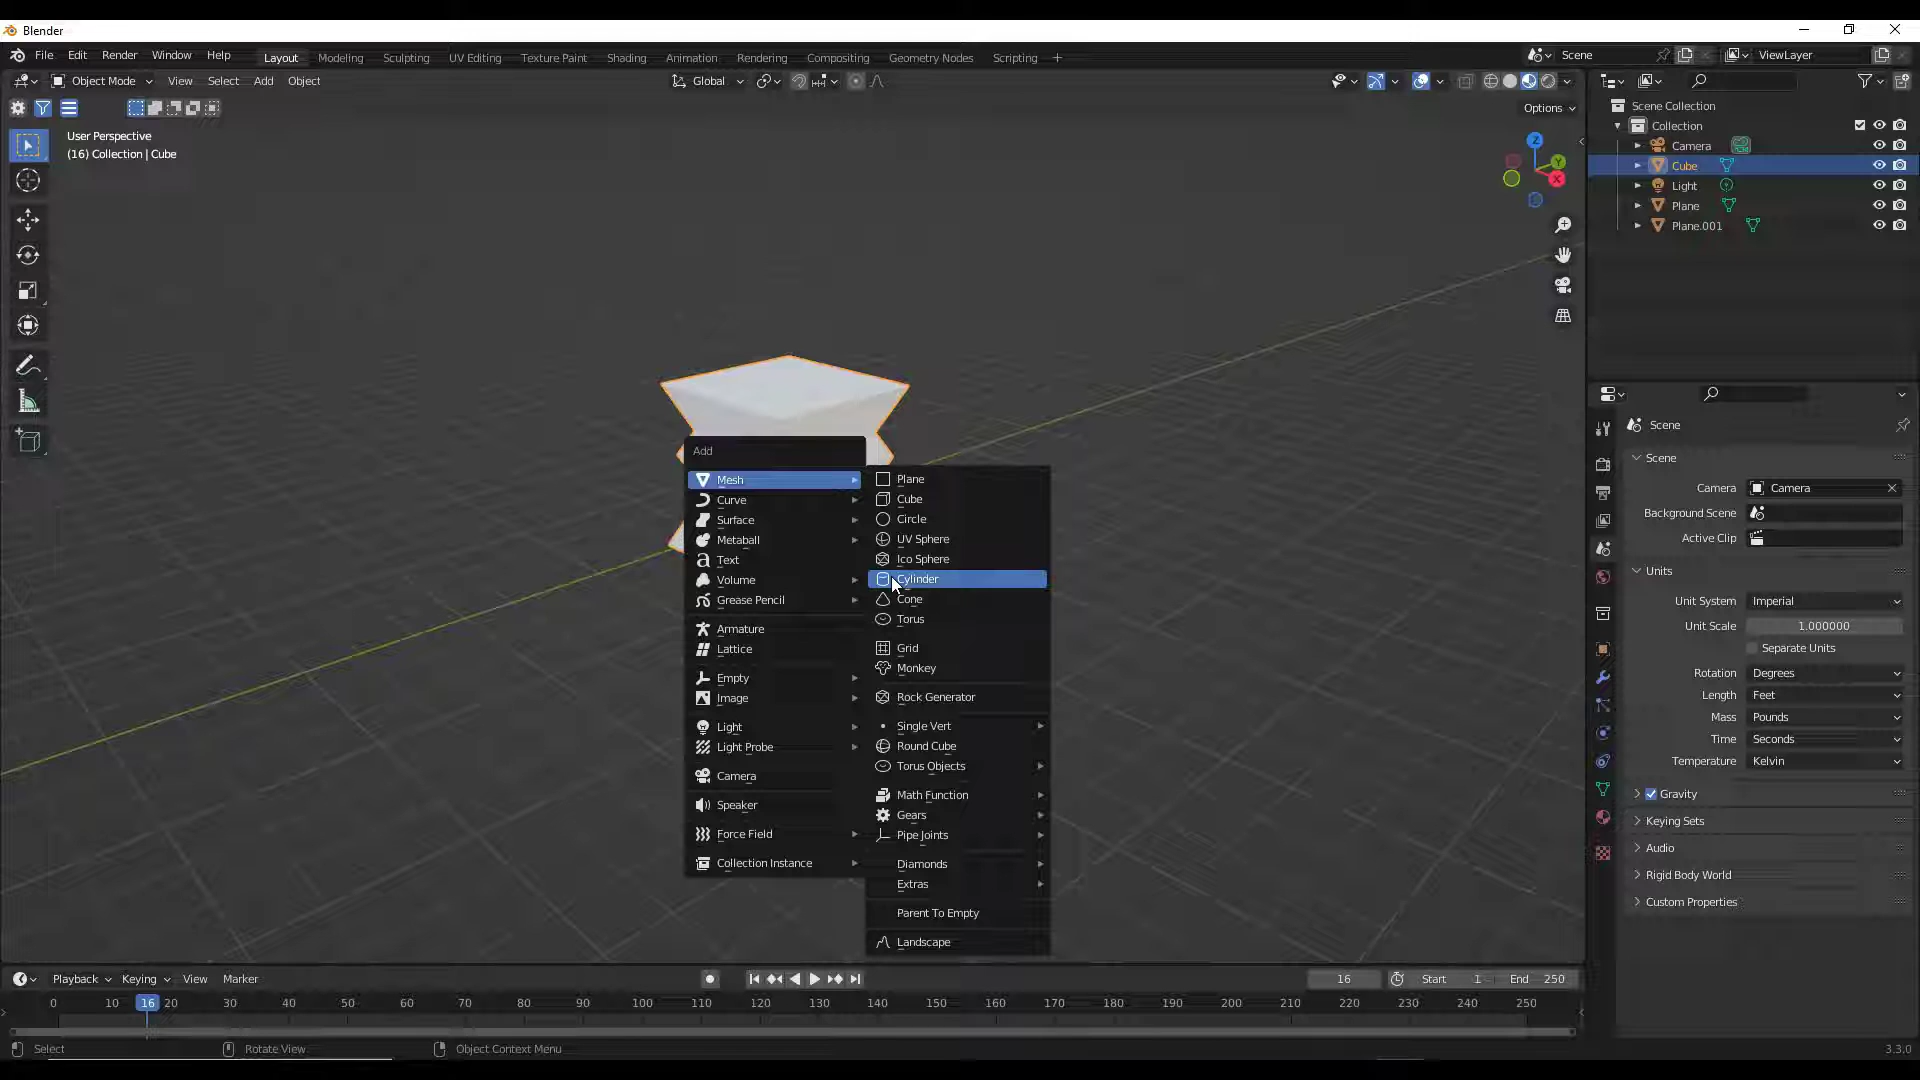 Blender
File Edit Render Window Help Layout Modeling Sculpting UV Editing Texture Paint Shading Animation Rendering Compositing Geometry Nodes Scripting + Scene ViewLayer
Object Mode View Select Add Object Global
Options
User Perspective
(16) Collection | Cube
Z
Y
X
Scene Collection
Collection
Camera
Cube
Light
Plane
Plane.001
Add
Mesh
Curve
Surface
Metaball
Text
Volume
Grease Pencil
Armature
Lattice
Empty
Image
Light
Light Probe
Camera
Speaker
Force Field
Collection Instance
Plane
Cube
Circle
UV Sphere
Ico Sphere
Cylinder
Cone
Torus
Grid
Monkey
Rock Generator
Single Vert
Round Cube
Torus Objects
Math Function
Gears
Pipe Joints
Diamonds
Extras
Parent To Empty
Landscape
Scene
Scene
Camera Camera
Background Scene
Active Clip
Units
Unit System Imperial
Unit Scale 1.000000
Separate Units
Rotation Degrees
Length Feet
Mass Pounds
Time Seconds
Temperature Kelvin
Gravity
Keying Sets
Audio
Rigid Body World
Custom Properties
Playback Keying View Marker 16 Start 1 End 250
0 10 16 20 30 40 50 60 70 80 90 100 110 120 130 140 150 160 170 180 190 200 210 220 230 240 250
Select Rotate View Object Context Menu 3.3.0